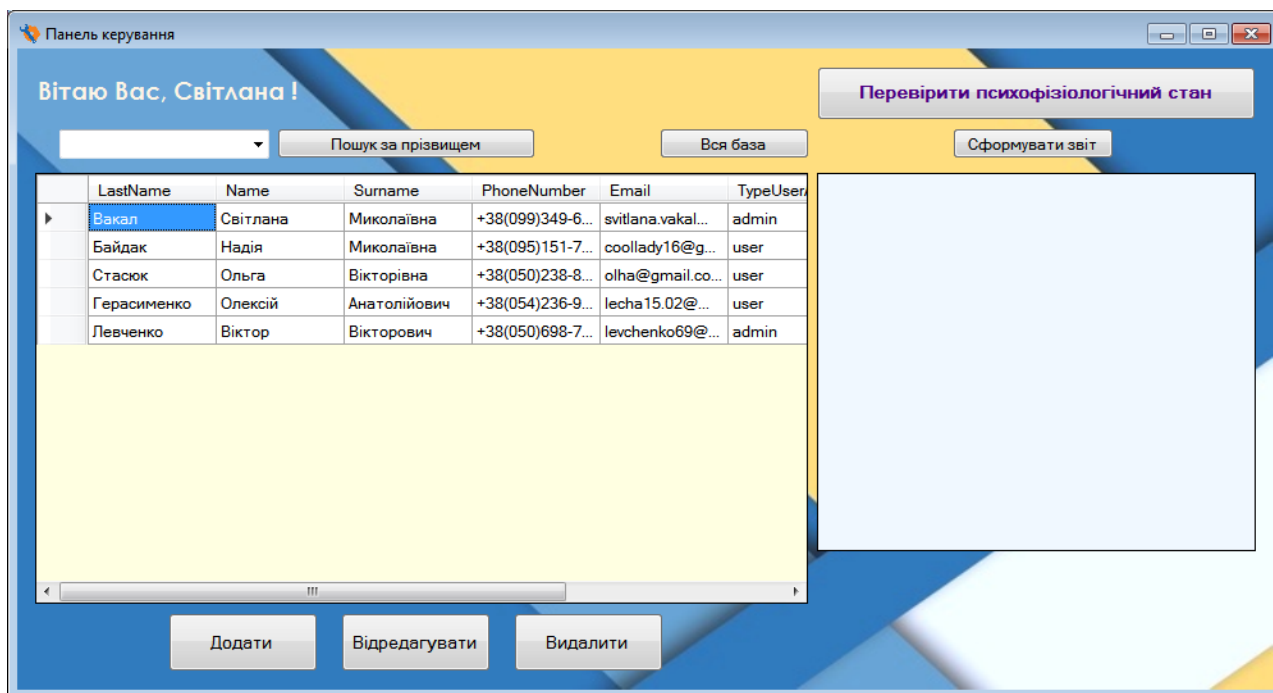 Панель керування
Вітаю Вас, Світлана !
Перевірити психофізіологічний стан
Пошук за прізвищем
Вся база
Сформувати звіт
LastName Name Surname PhoneNumber Email TypeUser
Вакал Світлана Миколаївна +38(099)349-6... svitlana.vakal... admin
Байдак Надія Миколаївна +38(095)151-7... coollady16@g... user
Стасюк Ольга Вікторівна +38(050)238-8... olha@gmail.co... user
Герасименко Олексій Анатолійович +38(054)236-9... lecha15.02@... user
Левченко Віктор Вікторович +38(050)698-7... levchenko69@... admin
Додати
Відредагувати
Видалити